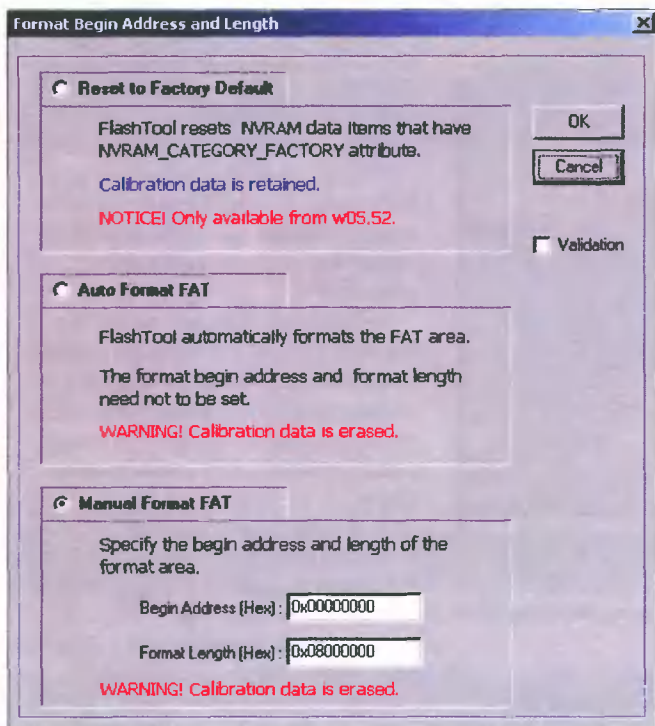 Format Begin Address and Length
Reset to Factory Default
FlashTool resets NVRAM data items that have
NVRAM_CATEGORY_FACTORY attribute.
Calibration data is retained.
NOTICE! Only available from w05.52.
OK
Cancel
Validation
Auto Format FAT
FlashTool automatically formats the FAT area.
The format begin address and format length
need not to be set.
WARNING! Calibration data is erased.
Manual Format FAT
Specify the begin address and length of the
format area.
Begin Address (Hex) : 0x00000000
Format Length (Hex) : 0x08000000
WARNING! Calibration data is erased.